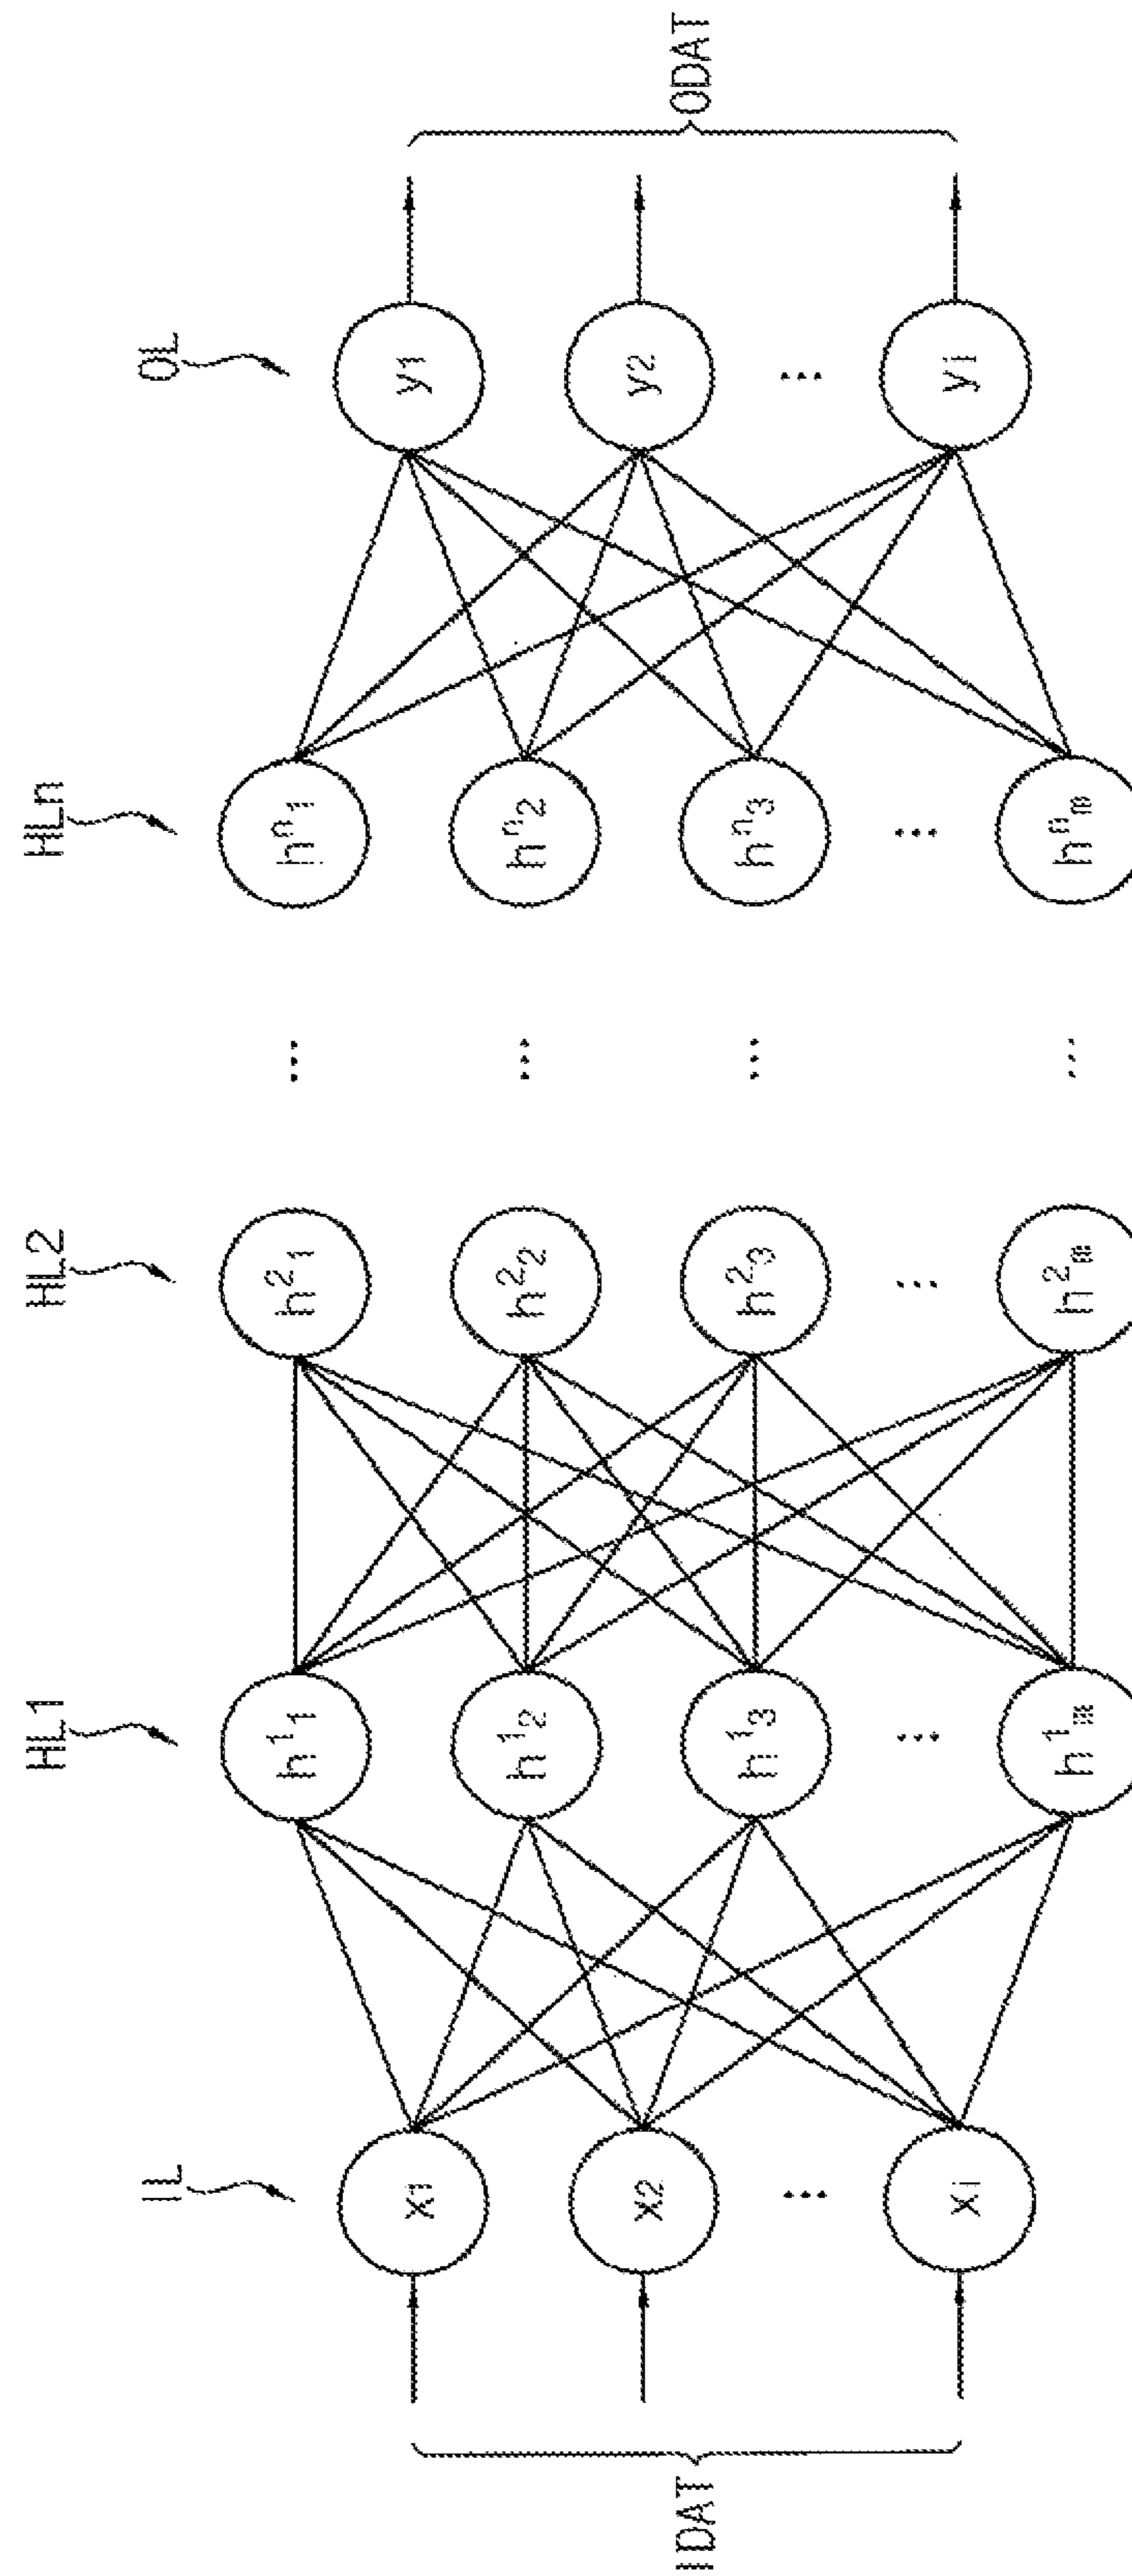 IL
HL1
HL2
HLn
OL
IDAT
x1
x2
⋮
xi
h¹1
h¹2
h¹3
⋮
h¹m
h²1
h²2
h²3
⋮
h²m
...
...
...
...
hⁿ1
hⁿ2
hⁿ3
⋮
hⁿm
y1
y2
⋮
yi
ODAT